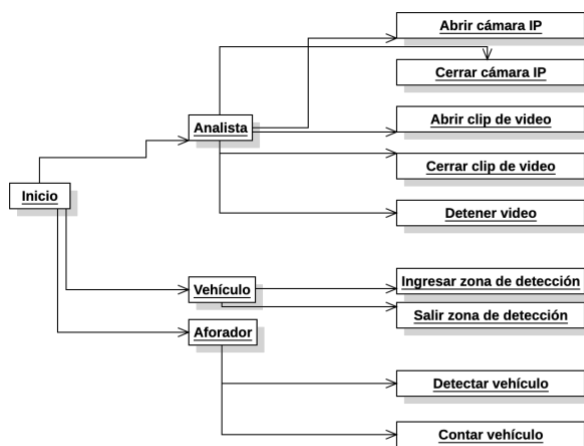 Abrir cámara IP
Cerrar cámara IP
Analista
Abrir clip de video
Cerrar clip de video
Inicio
Detener video
Vehículo
Ingresar zona de detección
Salir zona de detección
Aforador
Detectar vehículo
Contar vehículo